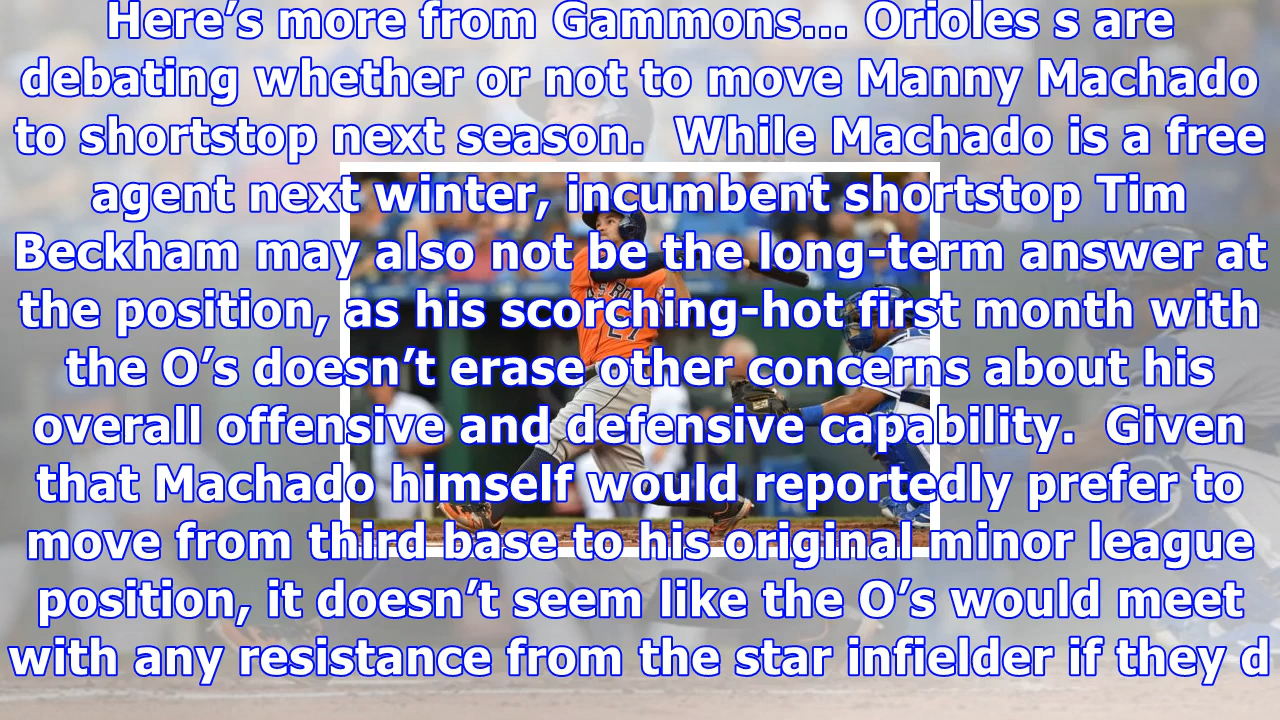 Here’s more from Gammons… Orioles s are
debating whether or not to move Manny Machado
to shortstop next season.  While Machado is a free
agent next winter, incumbent shortstop Tim
Beckham may also not be the long-term answer at
the position, as his scorching-hot first month with
the O’s doesn’t erase other concerns about his
overall offensive and defensive capability.  Given
that Machado himself would reportedly prefer to
move from third base to his original minor league
position, it doesn’t seem like the O’s would meet
with any resistance from the star infielder if they d
ASTROS
27